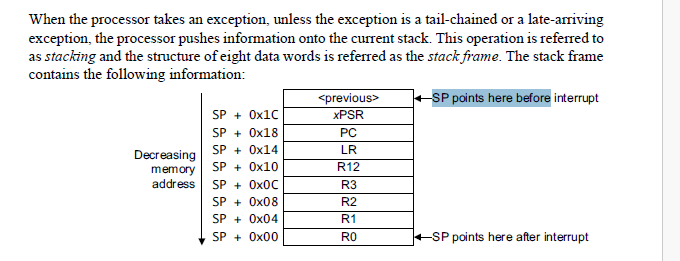 When the processor takes an exception, unless the exception is a tail-chained or a late-arriving
exception, the processor pushes information onto the current stack. This operation is referred to
as stacking and the structure of eight data words is referred as the stack frame. The stack frame
contains the following information:
<previous> SP points here before interrupt
SP + 0x1C xPSR
SP + 0x18 PC
Decreasing memory address
SP + 0x14 LR
SP + 0x10 R12
SP + 0x0C R3
SP + 0x08 R2
SP + 0x04 R1
SP + 0x00 R0 SP points here after interrupt